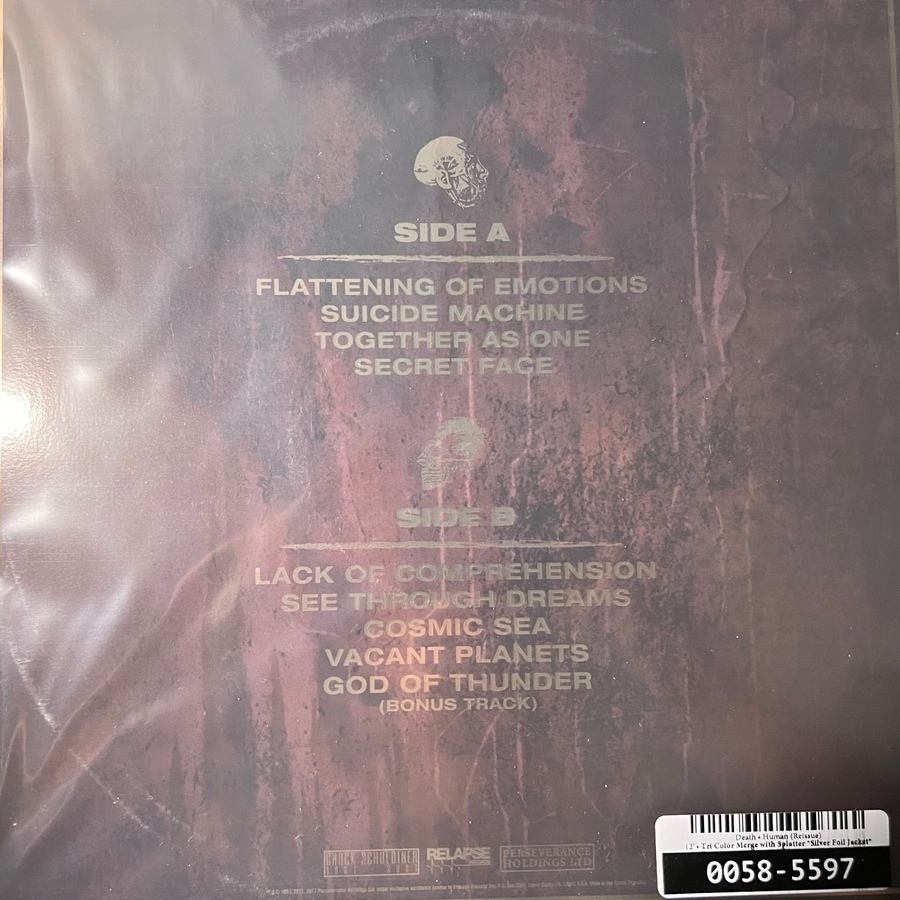 SIDE A
FLATTENING OF EMOTIONS
SUICIDE MACHINE
TOGETHER AS ONE
SECRET FACE
SIDE B
LACK OF COMPREHENSION
SEE THROUGH DREAMS
COSMIC SEA
VACANT PLANETS
GOD OF THUNDER
(BONUS TRACK)
CHUCK SCHULDINER
RELAPSE
PERSEVERANCE
HOLDINGS LTD
Death • Human (Reissue)
12" • Tri Color Merge with Splatter "Silver Foil Jacket"
0058-5597